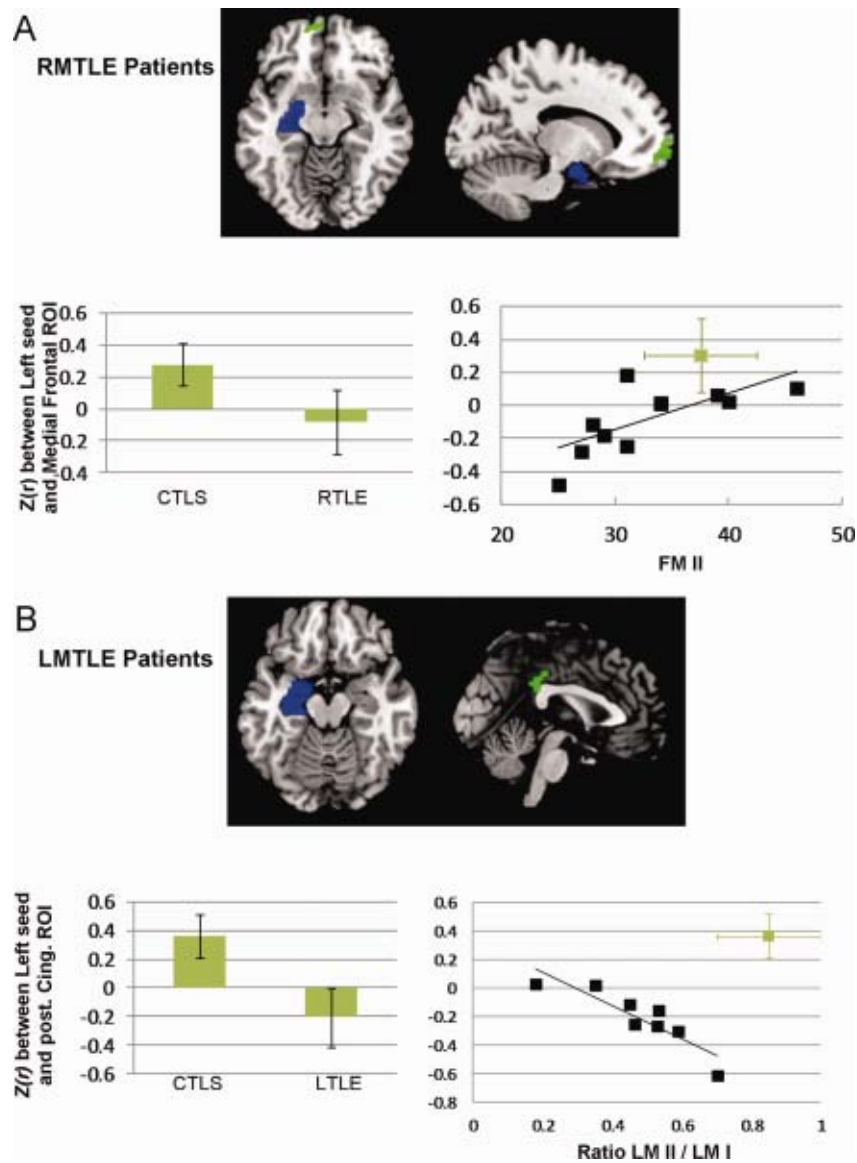 A
RMTLE Patients
Z(r) between Left seed
and Medial Frontal ROI
0.6
0.4
0.2
0
0.2
0.4
CTLS RTLE
0.6
0.4
0.2
0
-0.2
-0.4
-0.6
20 30 40 50
FM II
B
LMTLE Patients
Z(r) between Left seed
and post. Cing. ROI
0.6
0.4
0.2
0
-0.2
-0.4
-0.6
CTLS LTLE
0.6
0.4
0.2
0
-0.2
-0.4
-0.6
-0.8
0 0.2 0.4 0.6 0.8 1
Ratio LM II / LM I